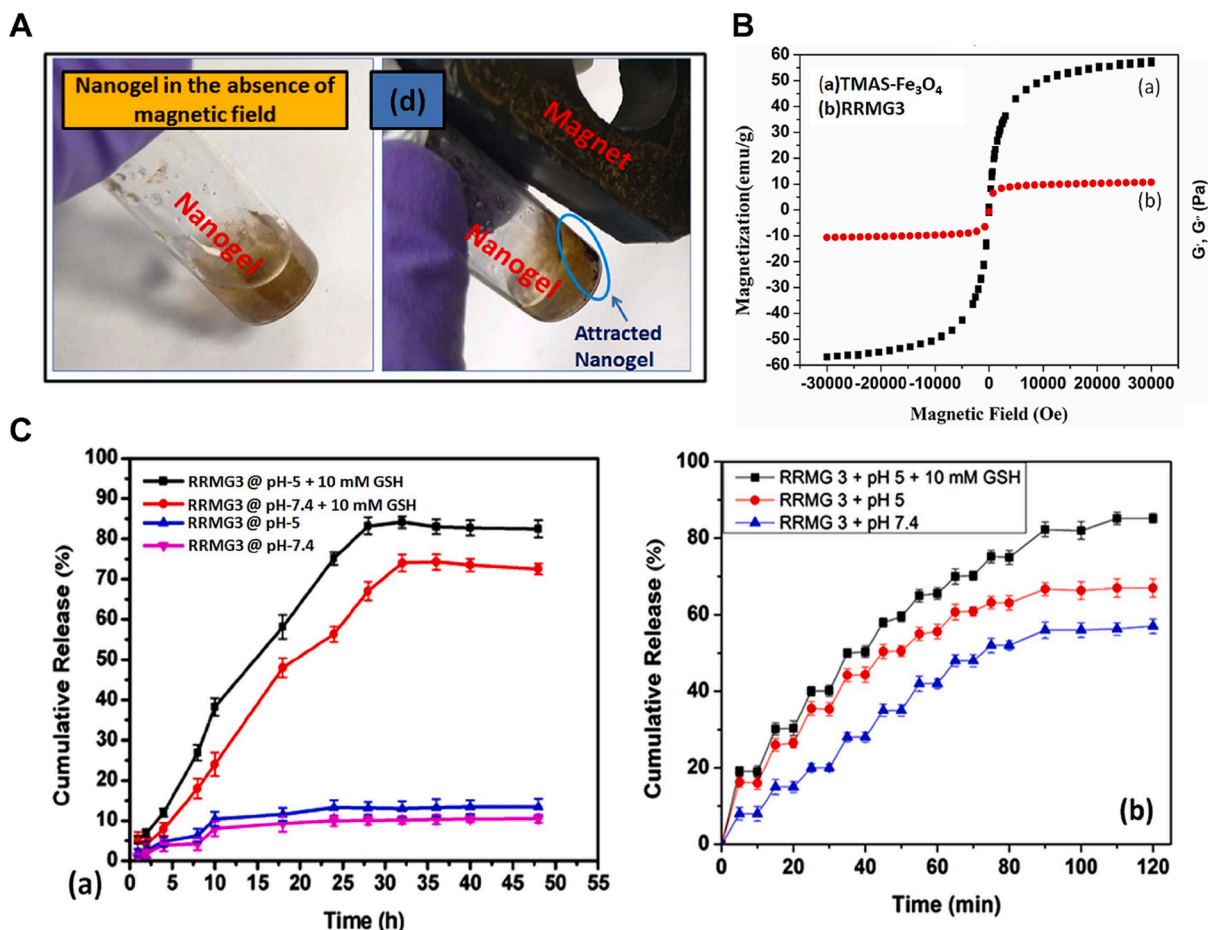 A
Nanogel in the absence of
magnetic field
Nanogel
(d)
Magnet
Nanogel
Attracted
Nanogel
B
(a)TMAS-Fe₃O₄
(b)RRMG3
(a)
(b)
60
50
40
30
20
10
0
-10
-20
-30
-40
-50
-60
Magnetization(emu/g)
-30000 -20000 -10000 0 10000 20000 30000
Magnetic Field (Oe)
G', G'' (Pa)
C
RRMG3 @ pH-5 + 10 mM GSH
RRMG3 @ pH-7.4 + 10 mM GSH
RRMG3 @ pH-5
RRMG3 @ pH-7.4
100
90
80
70
60
50
40
30
20
10
0
Cumulative Release (%)
0 5 10 15 20 25 30 35 40 45 50 55
Time (h)
(a)
RRMG 3 + pH 5 + 10 mM GSH
RRMG 3 + pH 5
RRMG 3 + pH 7.4
100
80
60
40
20
0
Cumulative Release (%)
0 20 40 60 80 100 120
Time (min)
(b)